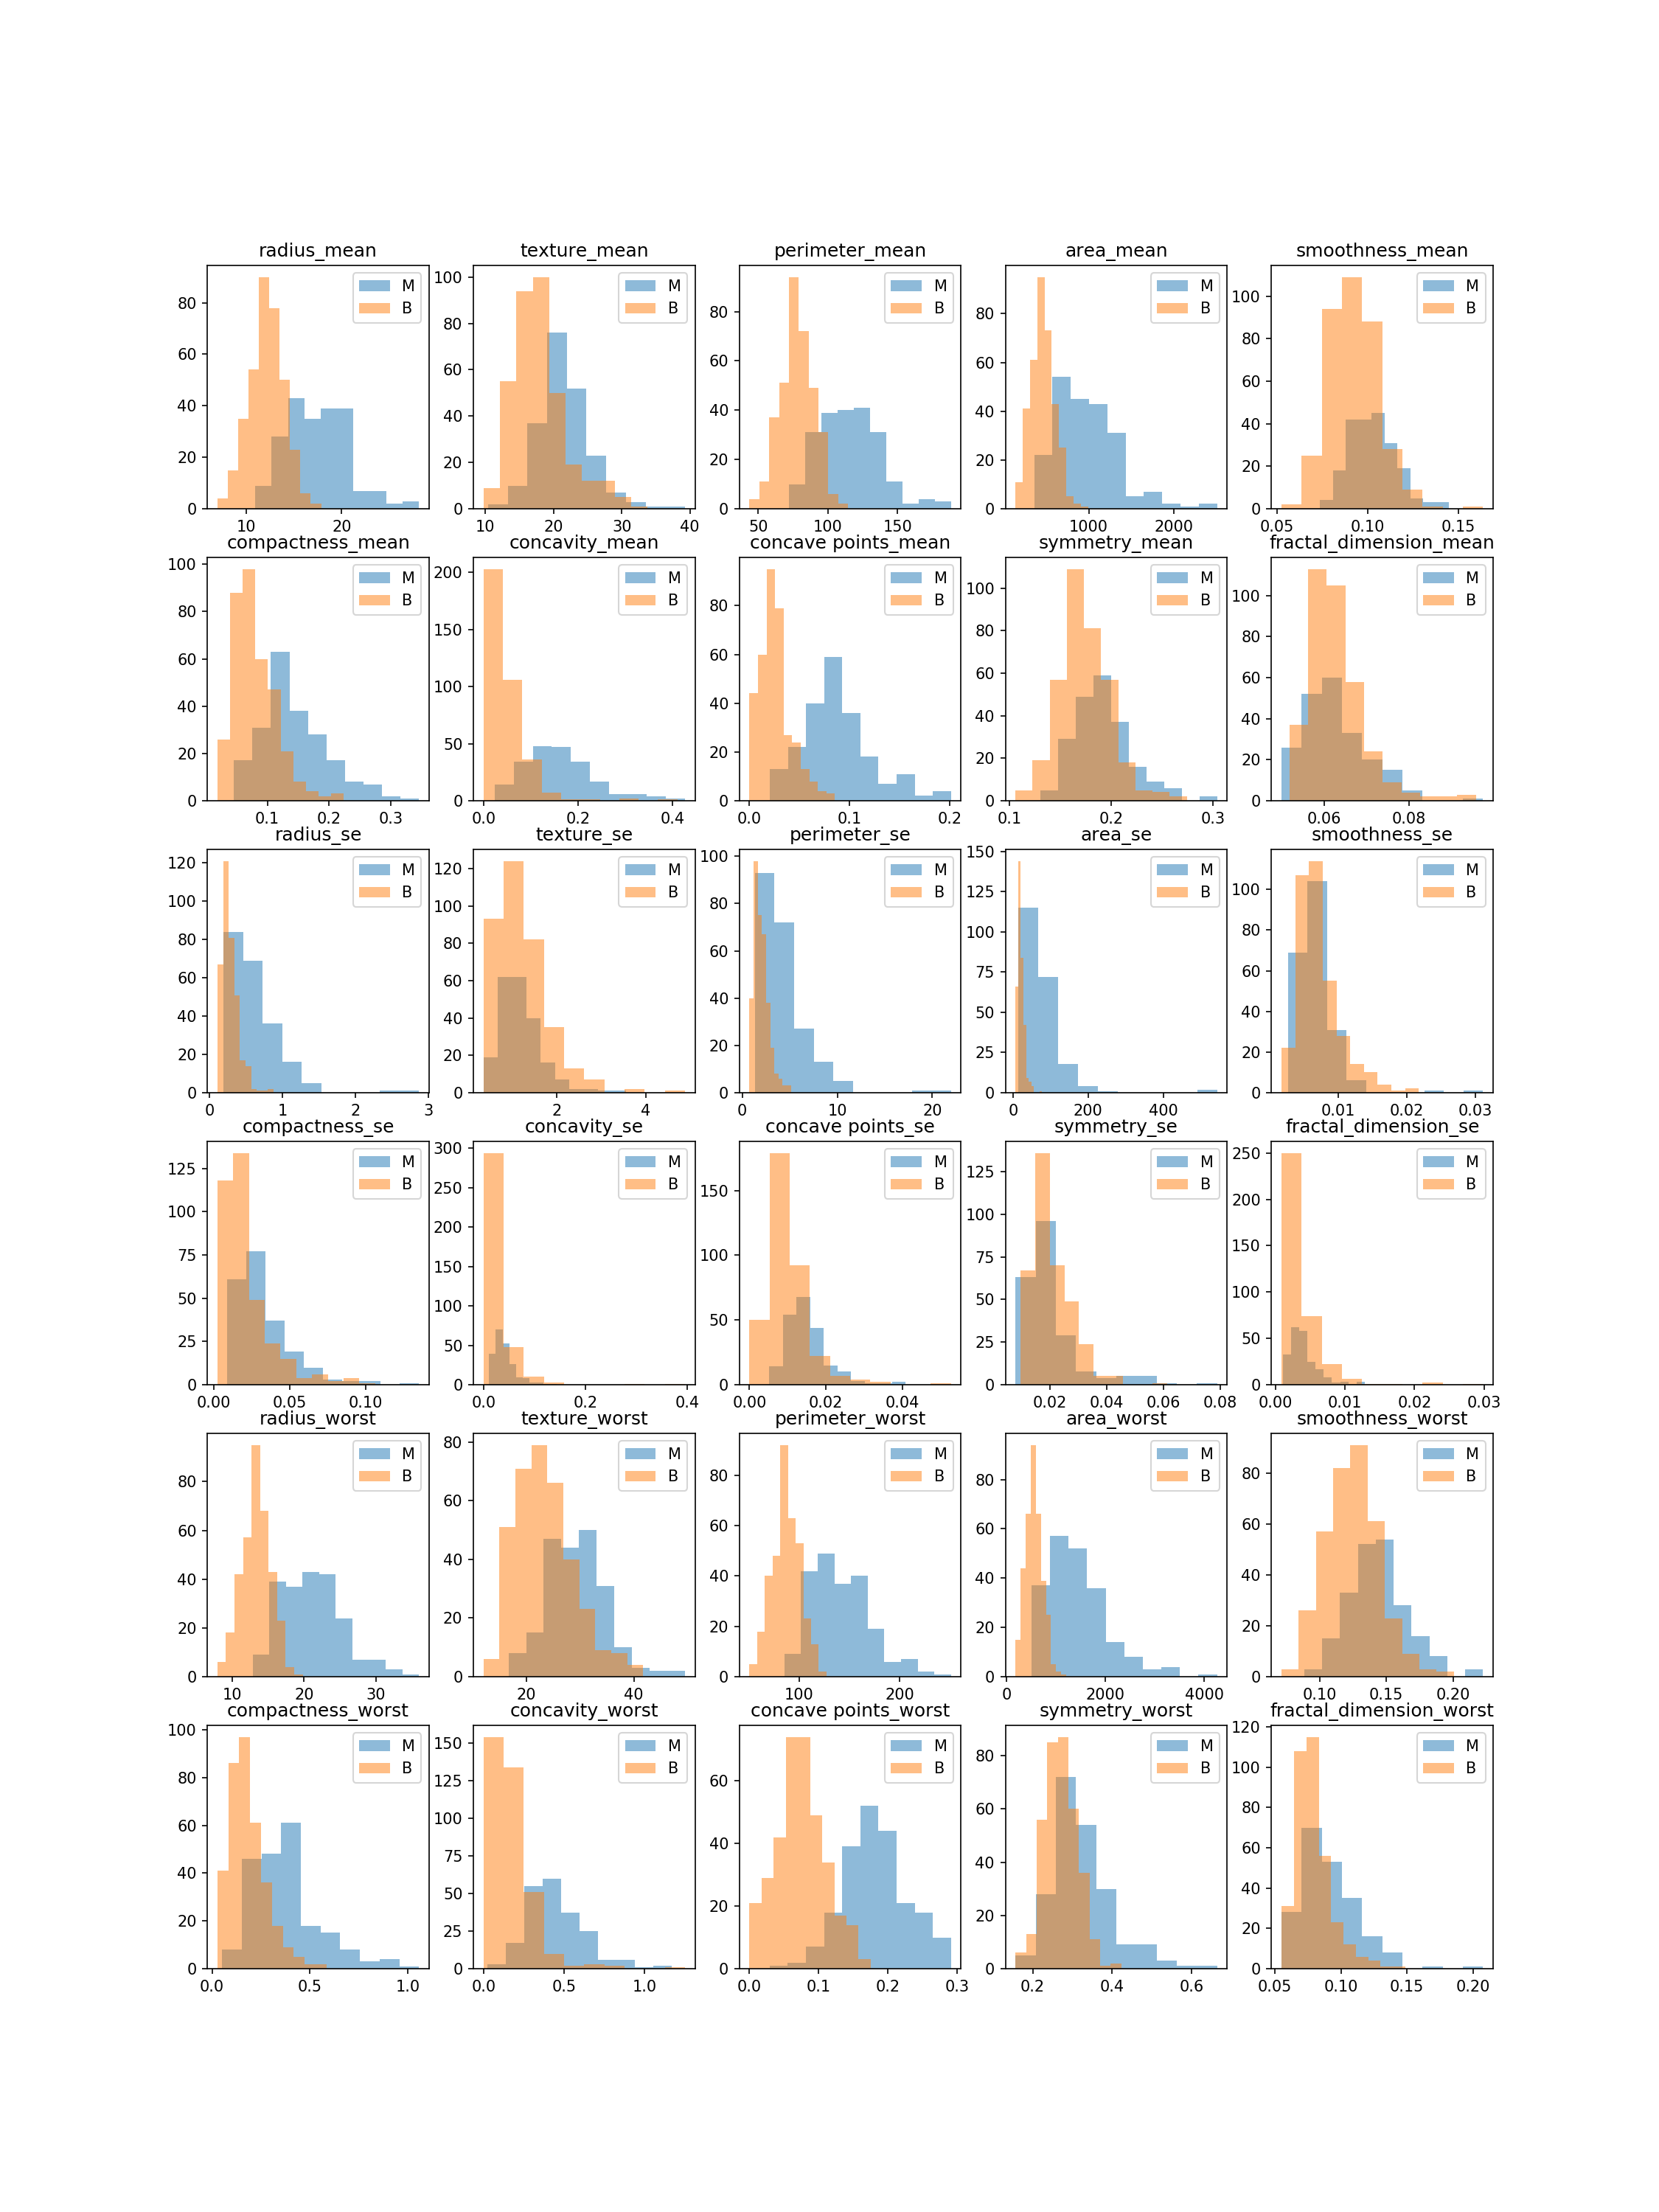 radius_mean
M
B
80
60
40
20
0
10 20
texture_mean
M
B
100
80
60
40
20
0
10 20 30 40
perimeter_mean
M
B
80
60
40
20
0
50 100 150
area_mean
M
B
80
60
40
20
0
1000 2000
smoothness_mean
M
B
100
80
60
40
20
0
0.05 0.10 0.15
compactness_mean
M
B
100
80
60
40
20
0
0.1 0.2 0.3
concavity_mean
M
B
200
150
100
50
0
0.0 0.2 0.4
concave points_mean
M
B
80
60
40
20
0
0.0 0.1 0.2
symmetry_mean
M
B
100
80
60
40
20
0
0.1 0.2 0.3
fractal_dimension_mean
M
B
100
80
60
40
20
0
0.06 0.08
radius_se
M
B
120
100
80
60
40
20
0
0 1 2 3
texture_se
M
B
120
100
80
60
40
20
0
2 4
perimeter_se
M
B
100
80
60
40
20
0
0 10 20
area_se
M
B
150
125
100
75
50
25
0
0 200 400
smoothness_se
M
B
100
80
60
40
20
0
0.01 0.02 0.03
compactness_se
M
B
125
100
75
50
25
0
0.00 0.05 0.10
concavity_se
M
B
300
250
200
150
100
50
0
0.0 0.2 0.4
concave points_se
M
B
150
100
50
0
0.00 0.02 0.04
symmetry_se
M
B
125
100
75
50
25
0
0.02 0.04 0.06 0.08
fractal_dimension_se
M
B
250
200
150
100
50
0
0.00 0.01 0.02 0.03
radius_worst
M
B
80
60
40
20
0
10 20 30
texture_worst
M
B
80
60
40
20
0
20 40
perimeter_worst
M
B
80
60
40
20
0
100 200
area_worst
M
B
80
60
40
20
0
0 2000 4000
smoothness_worst
M
B
80
60
40
20
0
0.10 0.15 0.20
compactness_worst
M
B
100
80
60
40
20
0
0.0 0.5 1.0
concavity_worst
M
B
150
125
100
75
50
25
0
0.0 0.5 1.0
concave points_worst
M
B
60
40
20
0
0.0 0.1 0.2 0.3
symmetry_worst
M
B
80
60
40
20
0
0.2 0.4 0.6
fractal_dimension_worst
M
B
120
100
80
60
40
20
0
0.05 0.10 0.15 0.20